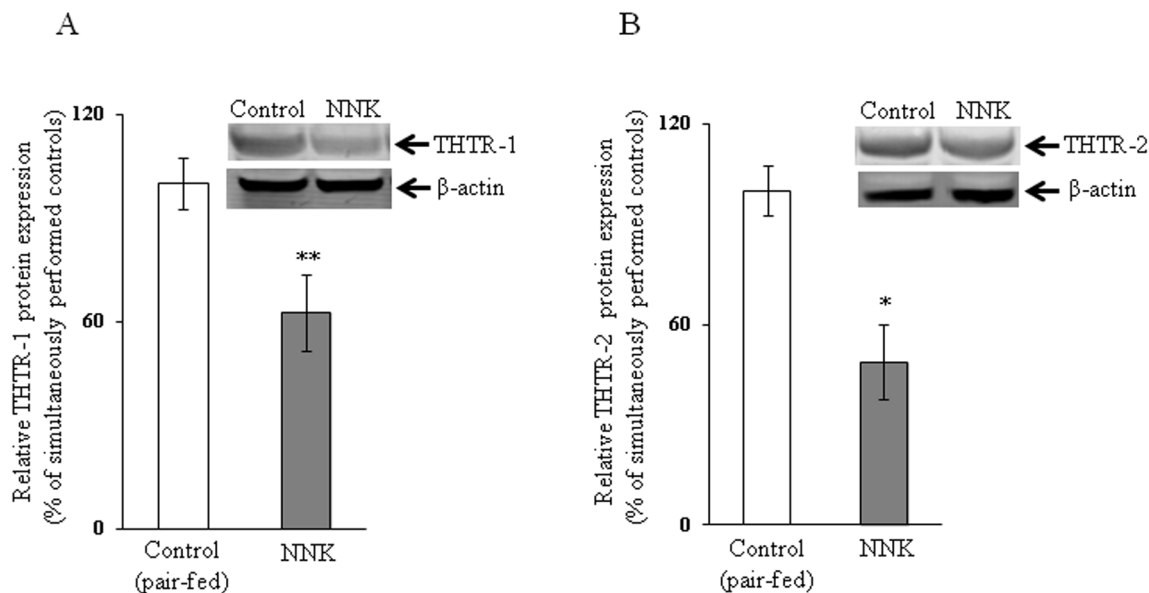 A
Relative THTR-1 protein expression
(% of simultaneously performed controls)
120
60
0
Control NNK
THTR-1
β-actin
**
Control
(pair-fed)
NNK
B
Relative THTR-2 protein expression
(% of simultaneously performed controls)
120
60
0
Control NNK
THTR-2
β-actin
*
Control
(pair-fed)
NNK